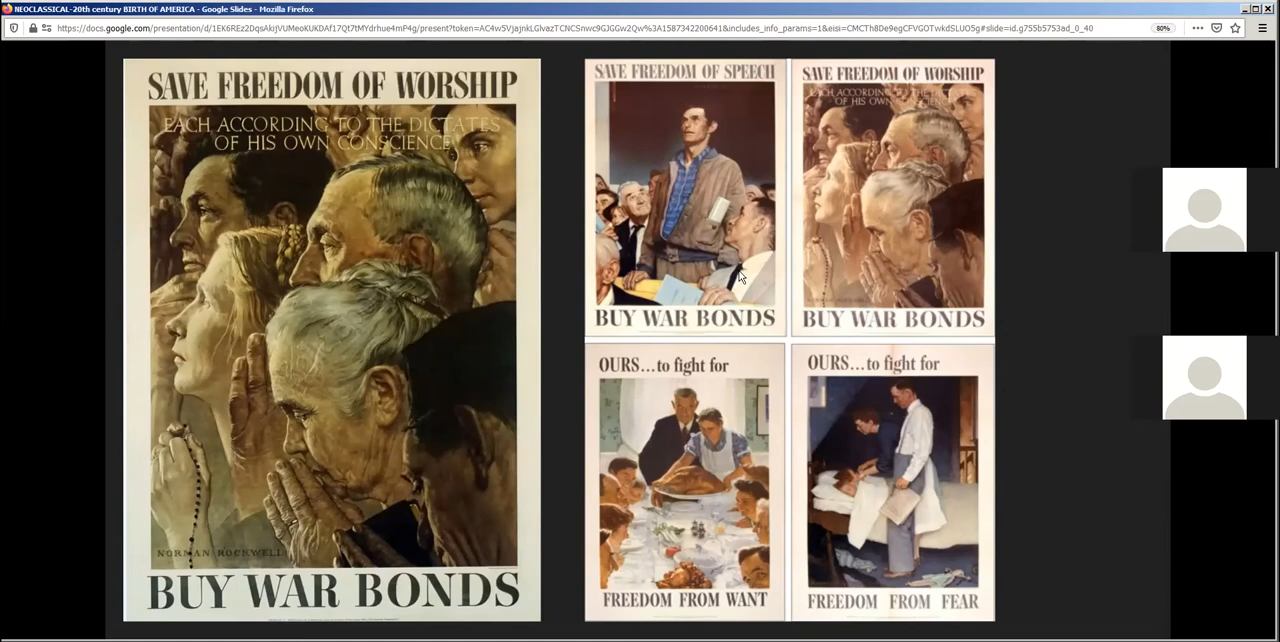 NEOCLASSICAL-20th century BIRTH OF AMERICA - Google Slides - Mozilla Firefox
80%
SAVE FREEDOM OF WORSHIP
EACH ACCORDING TO THE DICTATES
OF HIS OWN CONSCIENCE
NORMAN ROCKWELL
BUY WAR BONDS
SAVE FREEDOM OF SPEECH
BUY WAR BONDS
SAVE FREEDOM OF WORSHIP
EACH ACCORDING TO THE
OF HIS OWN CONSCIENCE
BUY WAR BONDS
OURS...to fight for
FREEDOM FROM WANT
OURS...to fight for
FREEDOM FROM FEAR